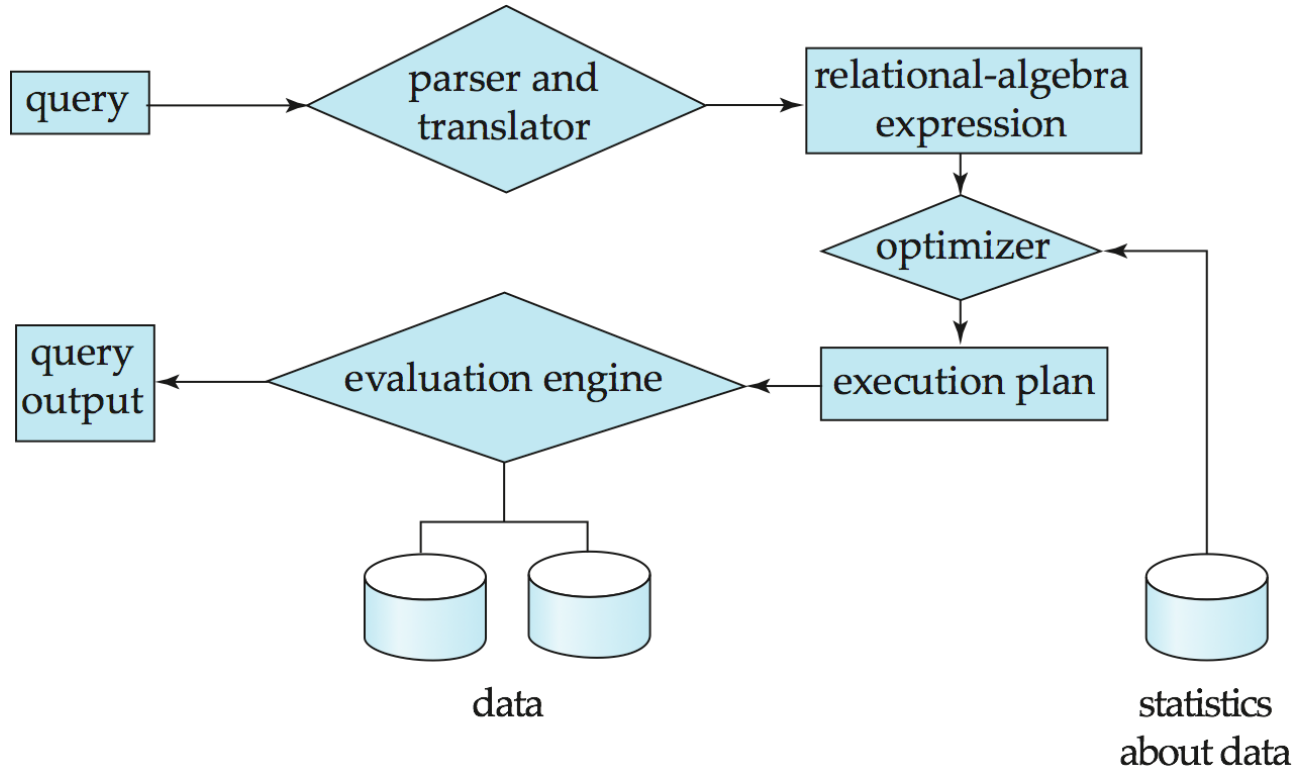 query
parser and
translator
relational-algebra
expression
optimizer
query
output
evaluation engine
execution plan
data
statistics
about data